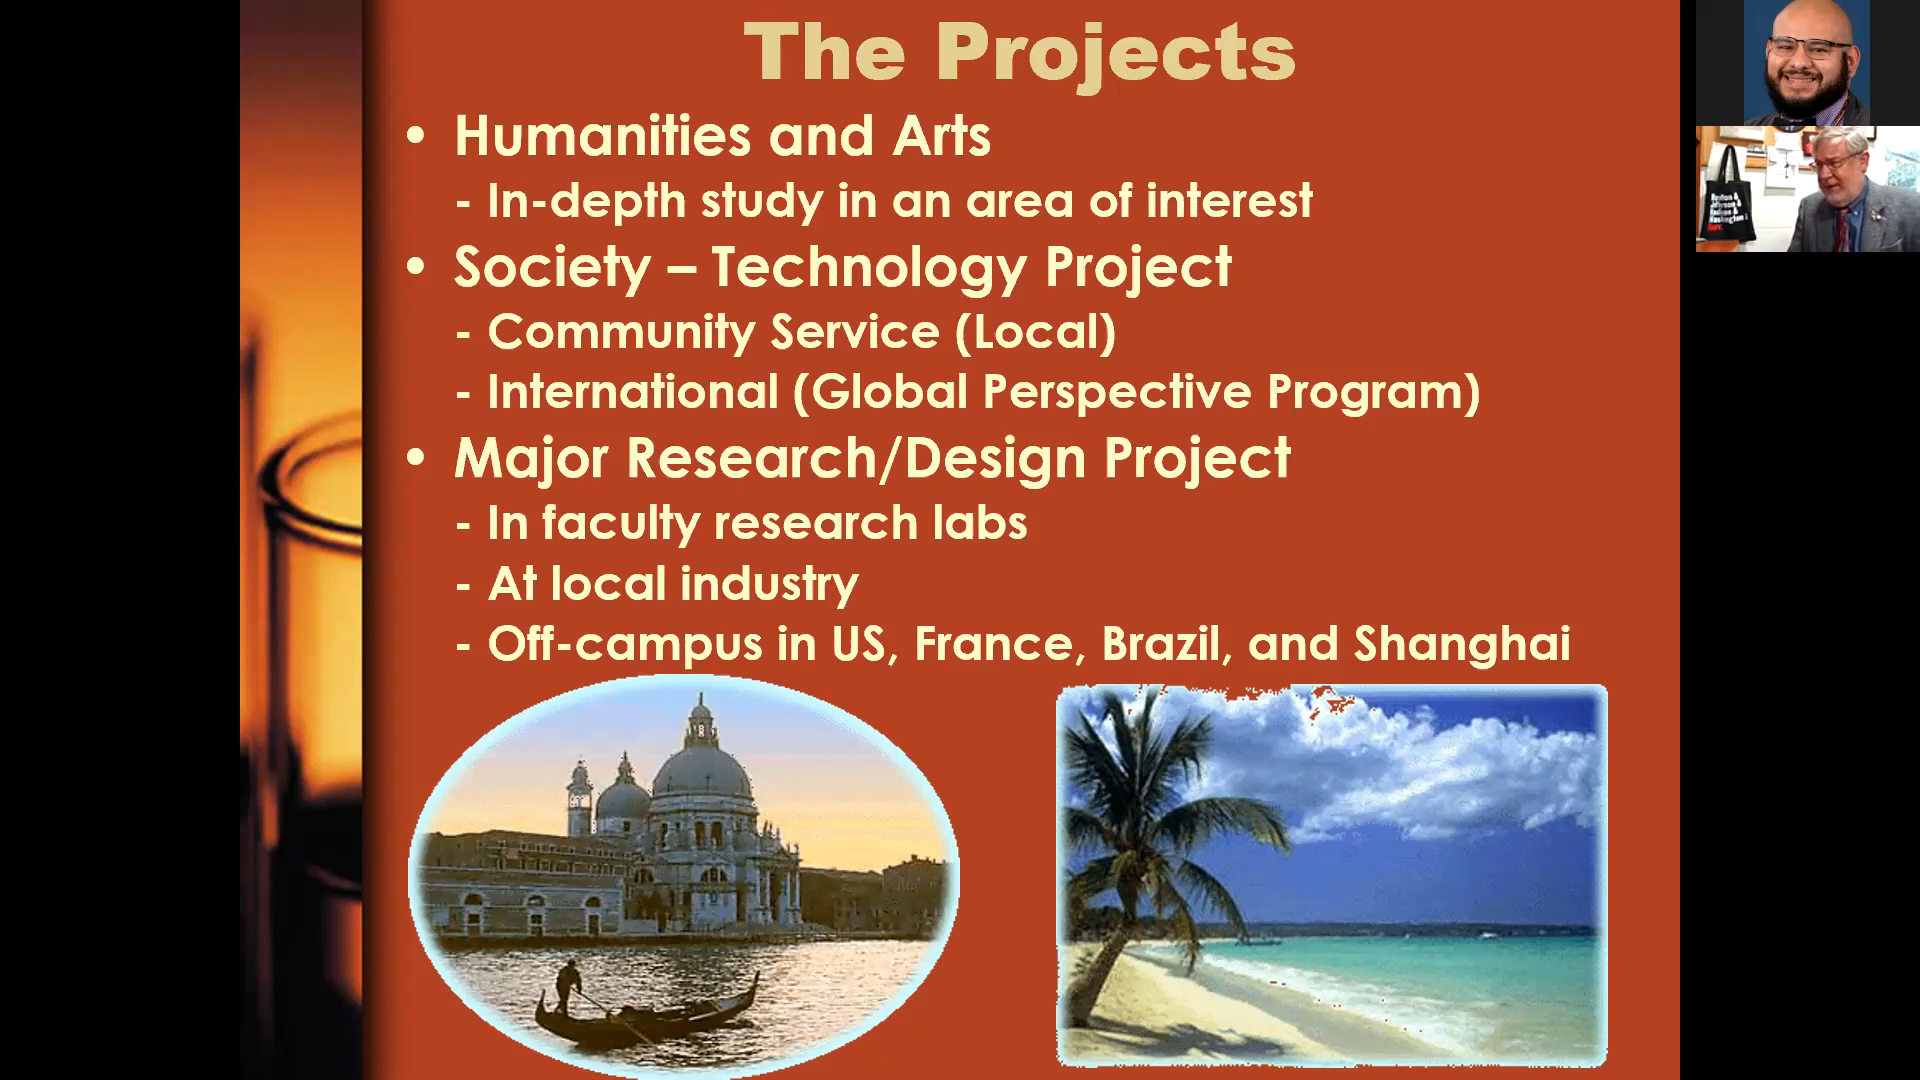 The Projects
• Humanities and Arts
- In-depth study in an area of interest
• Society – Technology Project
- Community Service (Local)
- International (Global Perspective Program)
• Major Research/Design Project
- In faculty research labs
- At local industry
- Off-campus in US, France, Brazil, and Shanghai